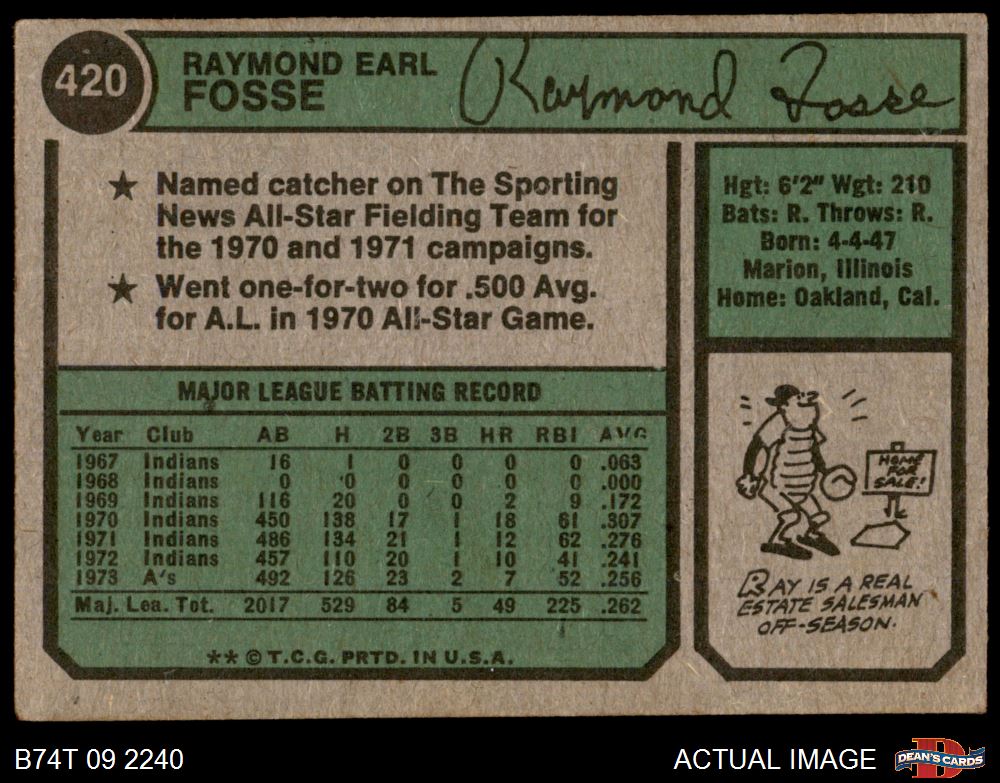 420
RAYMOND EARL
FOSSE
Raymond Fosse
★ Named catcher on The Sporting
News All-Star Fielding Team for
the 1970 and 1971 campaigns.
★ Went one-for-two for .500 Avg.
for A.L. in 1970 All-Star Game.
Hgt: 6'2" Wgt: 210
Bats: R. Throws: R.
Born: 4-4-47
Marion, Illinois
Home: Oakland, Cal.
MAJOR LEAGUE BATTING RECORD
Year Club AB H 2B 3B HR RBI AVG
1967 Indians 16 1 0 0 0 0 .063
1968 Indians 0 0 0 0 0 0 .000
1969 Indians 116 20 0 0 2 9 .172
1970 Indians 450 138 17 1 18 61 .307
1971 Indians 486 134 21 1 12 62 .276
1972 Indians 457 110 20 1 10 41 .241
1973 A's 492 126 23 2 7 52 .256
Maj. Lea. Tot. 2017 529 84 5 49 225 .262
** © T.C.G. PRTD. IN U.S.A.
HOME
FOR
SALE!
RAY IS A REAL
ESTATE SALESMAN
OFF-SEASON.
B74T 09 2240
ACTUAL IMAGE
D
DEAN'S CARDS